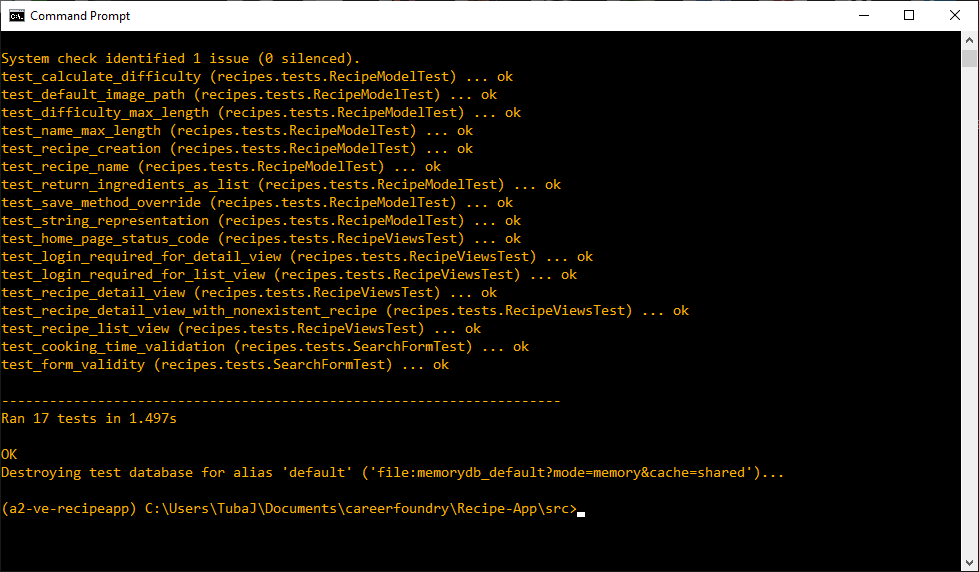 Command Prompt
System check identified 1 issue (0 silenced).
test_calculate_difficulty (recipes.tests.RecipeModelTest) ... ok
test_default_image_path (recipes.tests.RecipeModelTest) ... ok
test_difficulty_max_length (recipes.tests.RecipeModelTest) ... ok
test_name_max_length (recipes.tests.RecipeModelTest) ... ok
test_recipe_creation (recipes.tests.RecipeModelTest) ... ok
test_recipe_name (recipes.tests.RecipeModelTest) ... ok
test_return_ingredients_as_list (recipes.tests.RecipeModelTest) ... ok
test_save_method_override (recipes.tests.RecipeModelTest) ... ok
test_string_representation (recipes.tests.RecipeModelTest) ... ok
test_home_page_status_code (recipes.tests.RecipeViewsTest) ... ok
test_login_required_for_detail_view (recipes.tests.RecipeViewsTest) ... ok
test_login_required_for_list_view (recipes.tests.RecipeViewsTest) ... ok
test_recipe_detail_view (recipes.tests.RecipeViewsTest) ... ok
test_recipe_detail_view_with_nonexistent_recipe (recipes.tests.RecipeViewsTest) ... ok
test_recipe_list_view (recipes.tests.RecipeViewsTest) ... ok
test_cooking_time_validation (recipes.tests.SearchFormTest) ... ok
test_form_validity (recipes.tests.SearchFormTest) ... ok
----------------------------------------------------------------------
Ran 17 tests in 1.497s
OK
Destroying test database for alias 'default' ('file:memorydb_default?mode=memory&cache=shared')...
(a2-ve-recipeapp) C:\Users\TubaJ\Documents\careerfoundry\Recipe-App\src>